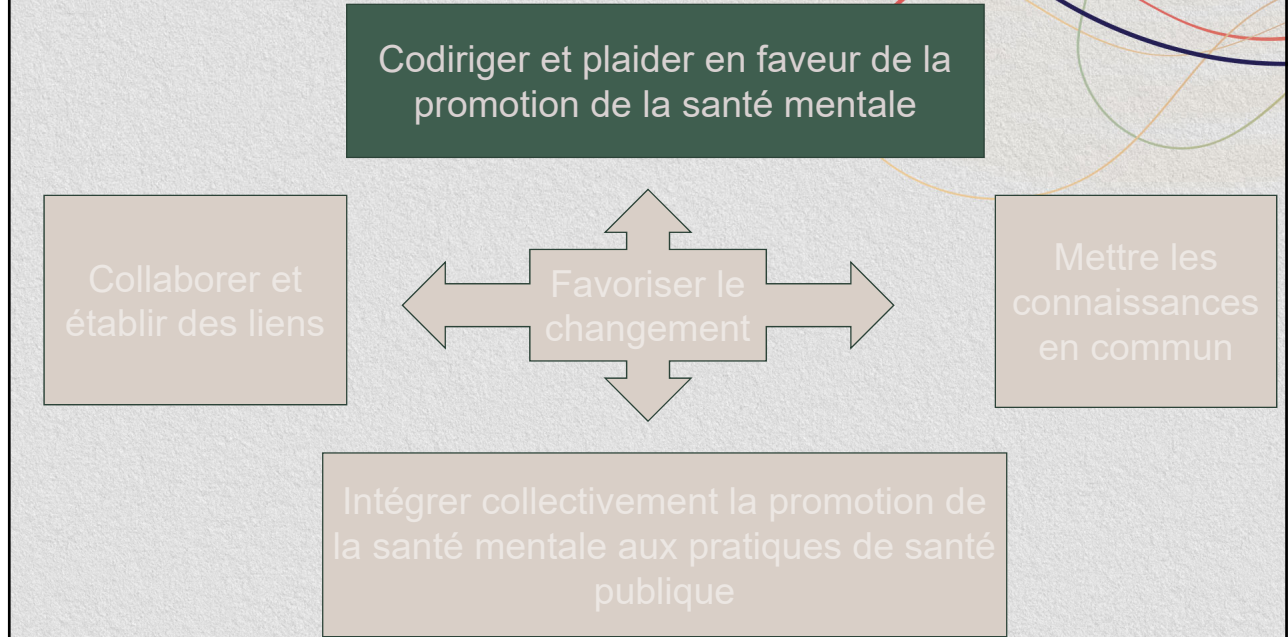 Codiriger et plaider en faveur de la
promotion de la santé mentale
Collaborer et
établir des liens
Favoriser le
changement
Mettre les
connaissances
en commun
Intégrer collectivement la promotion de
la santé mentale aux pratiques de santé
publique